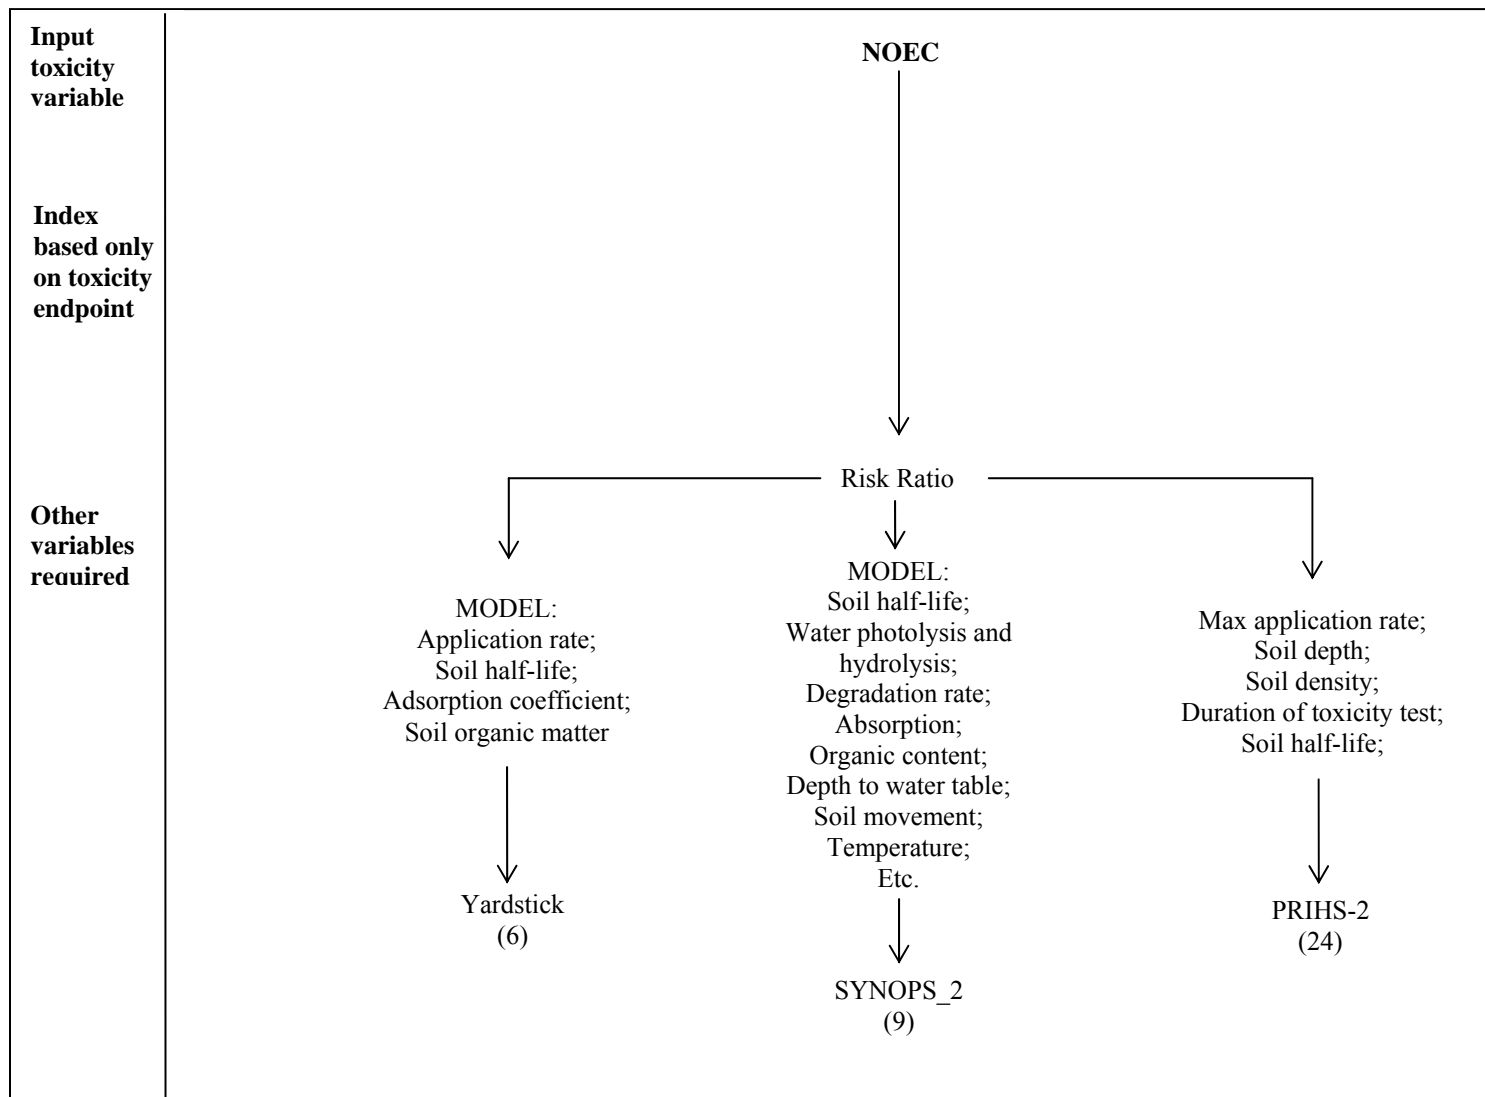 Input
toxicity
variable
NOEC
Index
based only
on toxicity
endpoint
Risk Ratio
Other
variables
required
MODEL:
Application rate;
Soil half-life;
Adsorption coefficient;
Soil organic matter
Yardstick
(6)
MODEL:
Soil half-life;
Water photolysis and
hydrolysis;
Degradation rate;
Absorption;
Organic content;
Depth to water table;
Soil movement;
Temperature;
Etc.
SYNOPS_2
(9)
Max application rate;
Soil depth;
Soil density;
Duration of toxicity test;
Soil half-life;
PRIHS-2
(24)